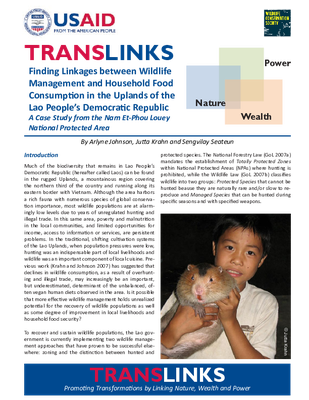 USAID
FROM THE AMERICAN PEOPLE
WILDLIFE
CONSERVATION
SOCIETY
TRANSLINKS
Finding Linkages between Wildlife
Management and Household Food
Consumption in the Uplands of the
Lao People's Democratic Republic
A Case Study from the Nam Et-Phou Louey
National Protected Area
Power
Nature
Wealth
By Arlyne Johnson, Jutta Krahn and Sengvilay Seateun
Introduction
Much of the biodiversity that remains in Lao People's
Democratic Republic (hereafter called Laos) can be found
in the rugged Uplands, a mountainous region covering
the northern third of the country and running along its
eastern border with Vietnam. Although the area harbors
a rich fauna with numerous species of global conserva-
tion importance, most wildlife populations are at alarm-
ingly low levels due to years of unregulated hunting and
illegal trade. In this same area, poverty and malnutrition
in the local communities, and limited opportunities for
income, access to information or services, are persistent
problems. In the traditional, shifting cultivation systems
of the Lao Uplands, when population pressures were low,
hunting was an indispensable part of local livelihoods and
wildlife was an important component of local cuisine. Pre-
vious work (Krahn and Johnson 2007) has suggested that
declines in wildlife consumption, as a result of overhunt-
ing and illegal trade, may increasingly be an important,
but underestimated, determinant of the unbalanced, of-
ten vegan human diets observed in the area. Is it possible
that more effective wildlife management holds unrealized
potential for the recovery of wildlife populations as well
as some degree of improvement in local livelihoods and
household food security?
To recover and sustain wildlife populations, the Lao gov-
ernment is currently implementing two wildlife manage-
ment approaches that have proven to be successful else-
where: zoning and the distinction between hunted and
protected species. The National Forestry Law (GoL 2007a)
mandates the establishment of Totally Protected Zones
within National Protected Areas (NPAs) where hunting is
prohibited, while the Wildlife Law (GoL 2007b) classifies
wildlife into two groups: Protected Species that cannot be
hunted because they are naturally rare and/or slow to re-
produce and Managed Species that can be hunted during
specific seasons and with specified weapons.
© Jutta Krahn
TRANSLINKS
Promoting Transformations by Linking Nature, Wealth and Power